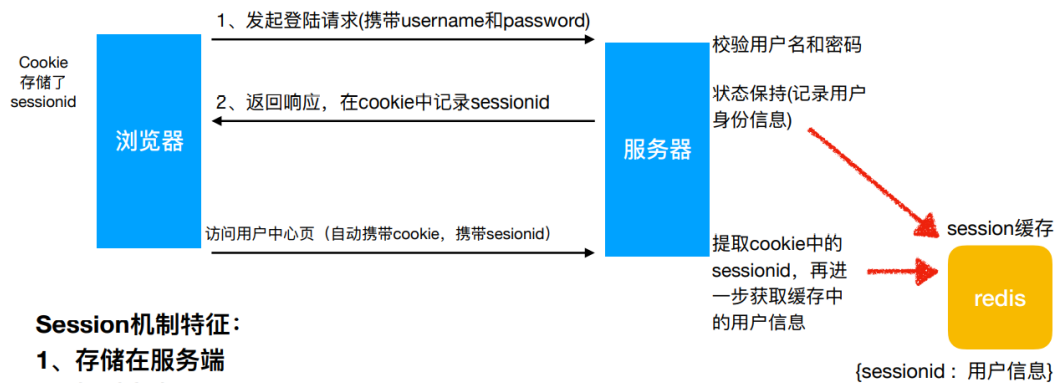 1、发起登陆请求(携带username和password)
Cookie
存储了
sessionid
校验用户名和密码
2、返回响应，在cookie中记录sessionid
状态保持(记录用户
身份信息)
浏览器
服务器
访问用户中心页（自动携带cookie，携带sesionid）
提取cookie中的
sessionid，再进
一步获取缓存中
的用户信息
session缓存
redis
{sessionid ：用户信息}
Session机制特征：
1、存储在服务端